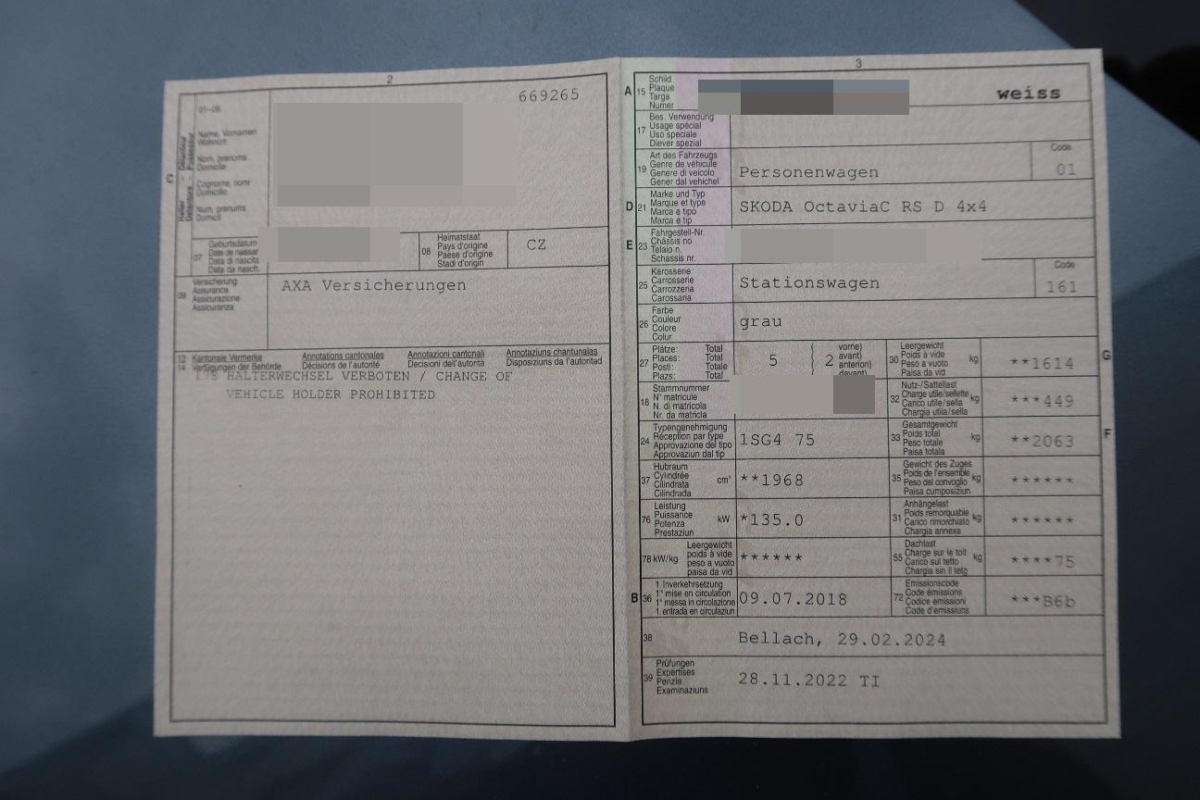 2
669265
Name, Vornamen
Wohnort
Nom, prénoms
Domicile
Cognome, nomi
Domicilio
Num, prenums
Domicil
07
Geburtsdatum
Date de naissance
Data di nascita
Data da nasch.
08
Heimatstaat
Pays d'origine
Paese d'origine
Stadi d'origin
CZ
09
Versicherung
Assurance
Assicurazione
Assicuranza
AXA Versicherungen
13 Kantonale Vermerke Annotations cantonales Annotazioni cantonali Annotaziuns chantunalas
14 Verfügungen der Behörde Décisions de l'autorité Decisioni dell'autorità Disposiziuns da l'autoritad
178 HALTERWECHSEL VERBOTEN / CHANGE OF
VEHICLE HOLDER PROHIBITED
3
A 15
Schild
Plaque
Targa
Numer
weiss
17
Bes. Verwendung
Usage spécial
Uso speciale
Diever spezial
19
Art des Fahrzeugs
Genre de véhicule
Genere di veicolo
Gener dal vehichel
Personenwagen
Code
01
D 21
Marke und Typ
Marque et type
Marca e tipo
Marca e tip
SKODA OctaviaC RS D 4x4
E 23
Fahrgestell-Nr.
Châssis no
Telaio n.
Schassis nr.
25
Karosserie
Carrosserie
Carrozzeria
Carossaria
Stationswagen
Code
161
26
Farbe
Couleur
Colore
Colur
grau
27
Plätze: Total
Places: Total
Posti: Totale
Plazs: Total
5
2
vorne)
avant)
anteriori)
davant)
30
Leergewicht
Poids à vide
Peso a vuoto
Paisa da vid
kg
**1614
G
18
Stammnummer
N° matricule
N. di matricola
Nr. da matricla
32
Nutz-/Sattellast
Charge utile/sellette
Carico utile/sella
Chargia utila/sella
kg
***449
24
Typengenehmigung
Réception par type
Approvazione del tipo
Approvaziun dal tip
1SG4 75
33
Gesamtgewicht
Poids total
Peso totale
Paisa totala
kg
**2063
F
37
Hubraum
Cylindrée
Cilindrata
Cilindrada
cm³
**1968
35
Gewicht des Zuges
Poids de l'ensemble
Peso del convoglio
Paisa cumposiziun
kg
******
76
Leistung
Puissance
Potenza
Prestaziun
kW
*135.0
31
Anhängelast
Poids remorquable
Carico rimorchiato
Chargia annexa
kg
******
78 kW/kg
Leergewicht
poids à vide
peso a vuoto
paisa da vid
******
55
Dachlast
Charge sur le toit
Carico sul tetto
Chargia sin il tetg
kg
****75
B 36
1. Inverkehrsetzung
1re mise en circulation
1a messa in circolazione
1. entrada en circulaziun
09.07.2018
72
Emissionscode
Code émissions
Codice emissioni
Code d'emissiuns
***B6b
38
Bellach, 29.02.2024
39
Prüfungen
Expertises
Perizie
Examinaziuns
28.11.2022 TI